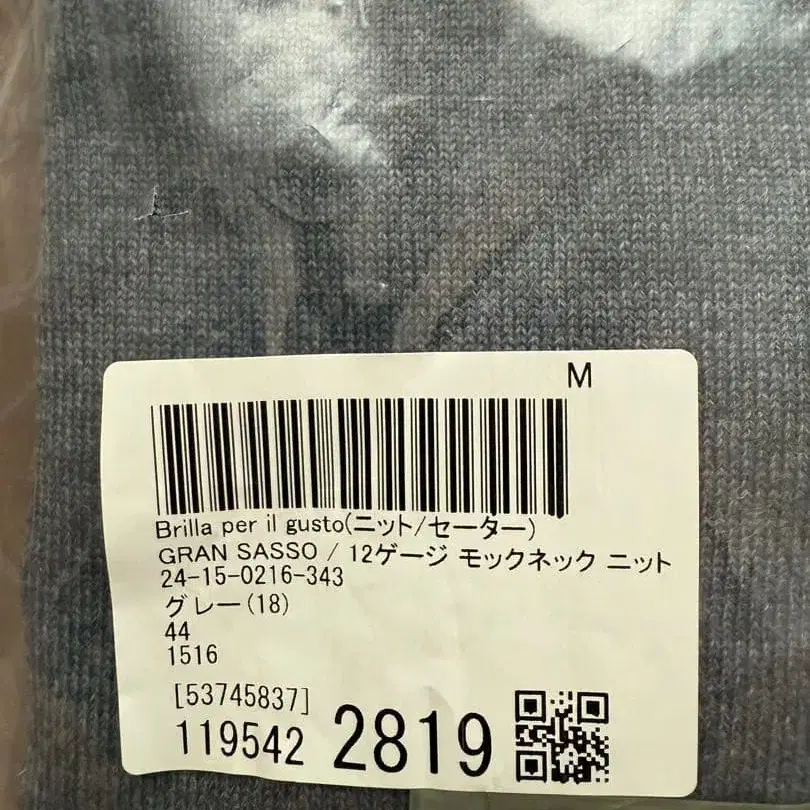 M
Brilla per il gusto(ニット/セーター)
GRAN SASSO / 12ゲージ モックネック ニット
24-15-0216-343
グレー(18)
44
1516
[53745837]
119542 2819